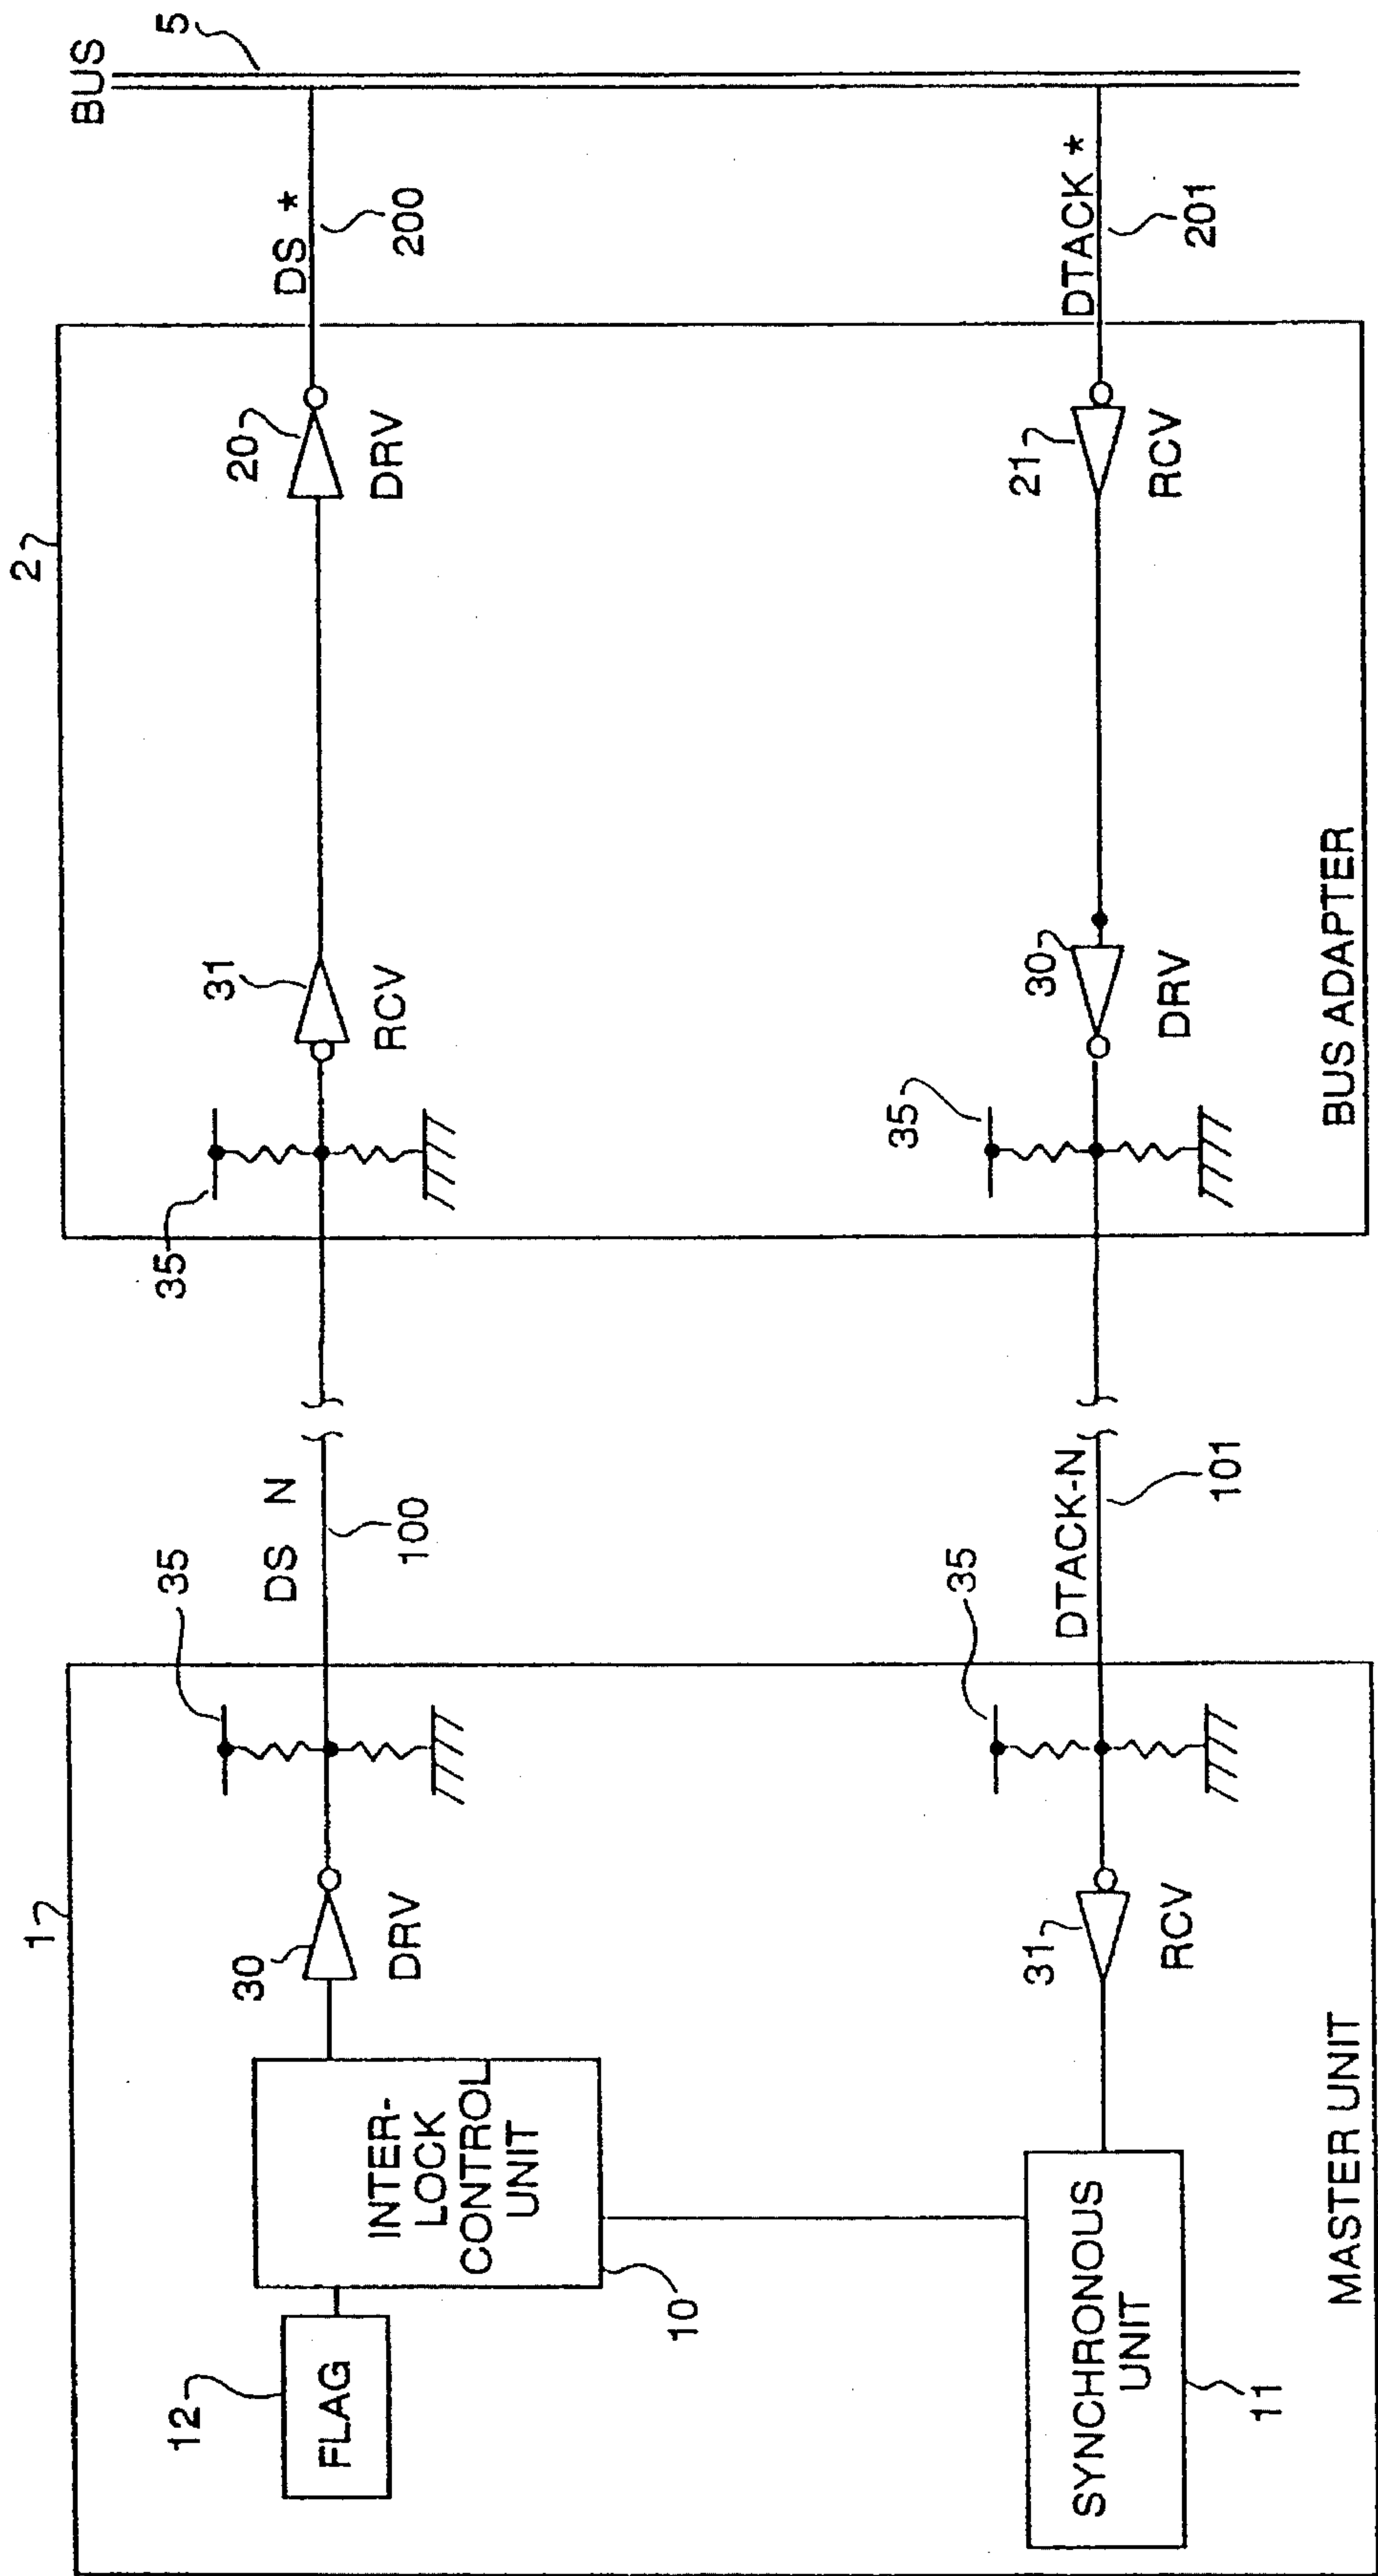 1
12
FLAG
INTER-
LOCK
CONTROL
UNIT
10
30
DRV
35
DS N
100
SYNCHRONOUS
UNIT
11
31
RCV
35
DTACK-N
101
MASTER UNIT
2
35
31
RCV
20
DRV
DS *
200
35
30
DRV
21
RCV
DTACK *
201
BUS ADAPTER
BUS
5